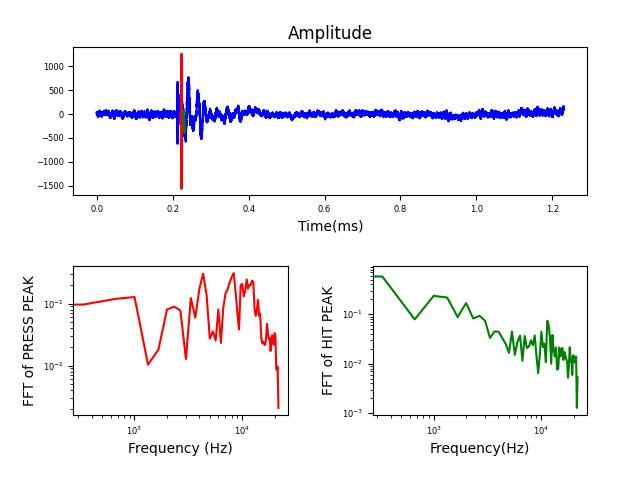 Amplitude
1000
500
0
−500
−1000
−1500
0.0 0.2 0.4 0.6 0.8 1.0 1.2
Time(ms)
FFT of PRESS PEAK
10⁻¹
10⁻²
10³ 10⁴
Frequency (Hz)
FFT of HIT PEAK
10⁻¹
10⁻²
10⁻³
10³ 10⁴
Frequency(Hz)